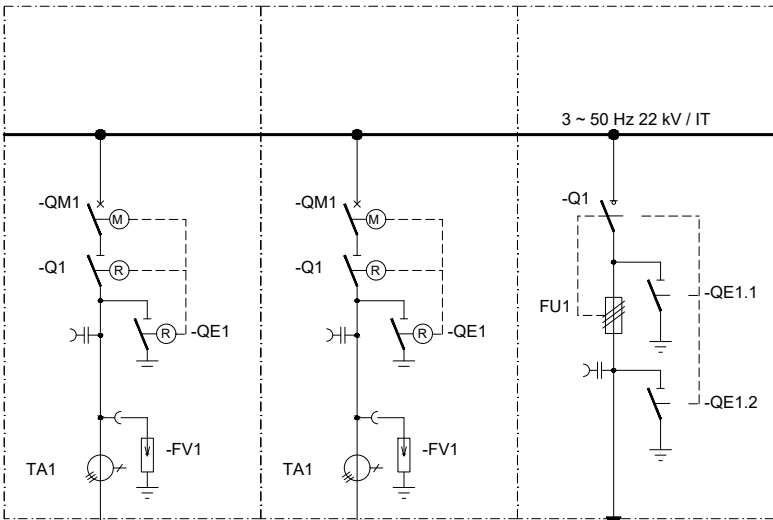 3 ~ 50 Hz 22 kV / IT
-QM1
M
-Q1
R
R
-QE1
-FV1
TA1
-QM1
M
-Q1
R
R
-QE1
-FV1
TA1
-Q1
FU1
-QE1.1
-QE1.2